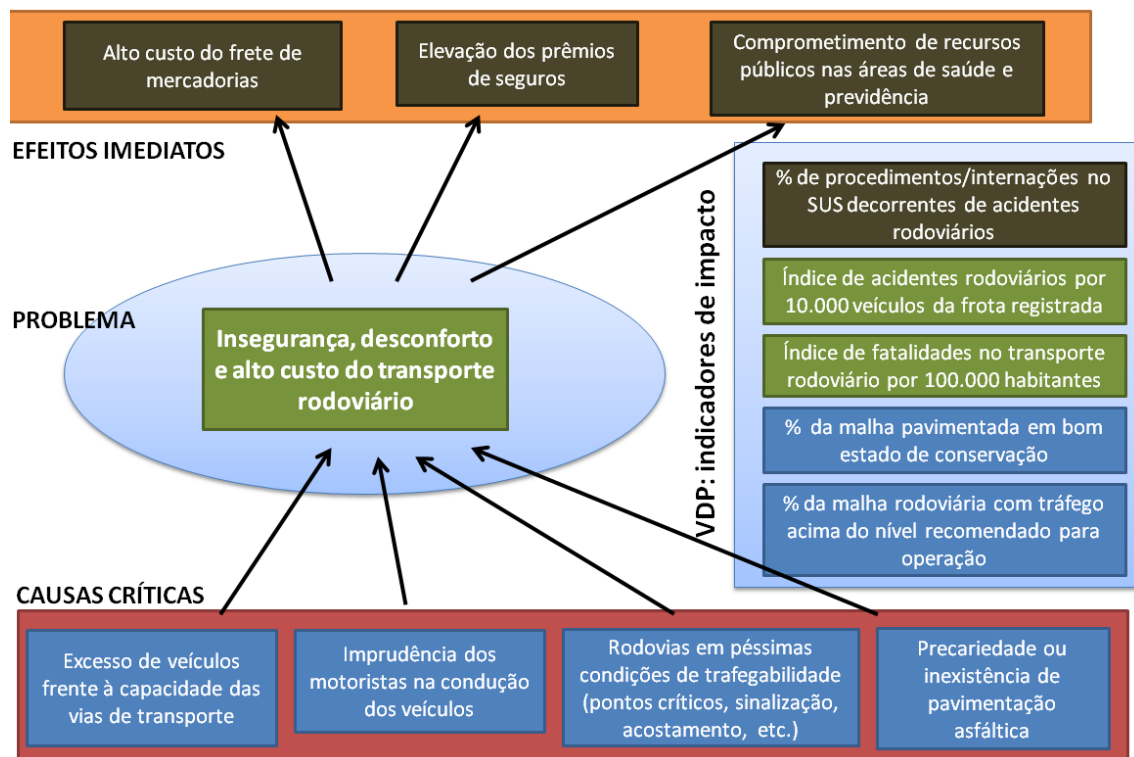 Alto custo do frete de
mercadorias
Elevação dos prêmios
de seguros
Comprometimento de recursos
públicos nas áreas de saúde e
previdência
EFEITOS IMEDIATOS
PROBLEMA
Insegurança, desconforto
e alto custo do transporte
rodoviário
VDP: indicadores de impacto
% de procedimentos/internações no
SUS decorrentes de acidentes
rodoviários
Índice de acidentes rodoviários por
10.000 veículos da frota registrada
Índice de fatalidades no transporte
rodoviário por 100.000 habitantes
% da malha pavimentada em bom
estado de conservação
% da malha rodoviária com tráfego
acima do nível recomendado para
operação
CAUSAS CRÍTICAS
Excesso de veículos
frente à capacidade das
vias de transporte
Imprudência dos
motoristas na condução
dos veículos
Rodovias em péssimas
condições de trafegabilidade
(pontos críticos, sinalização,
acostamento, etc.)
Precariedade ou
inexistência de
pavimentação
asfáltica